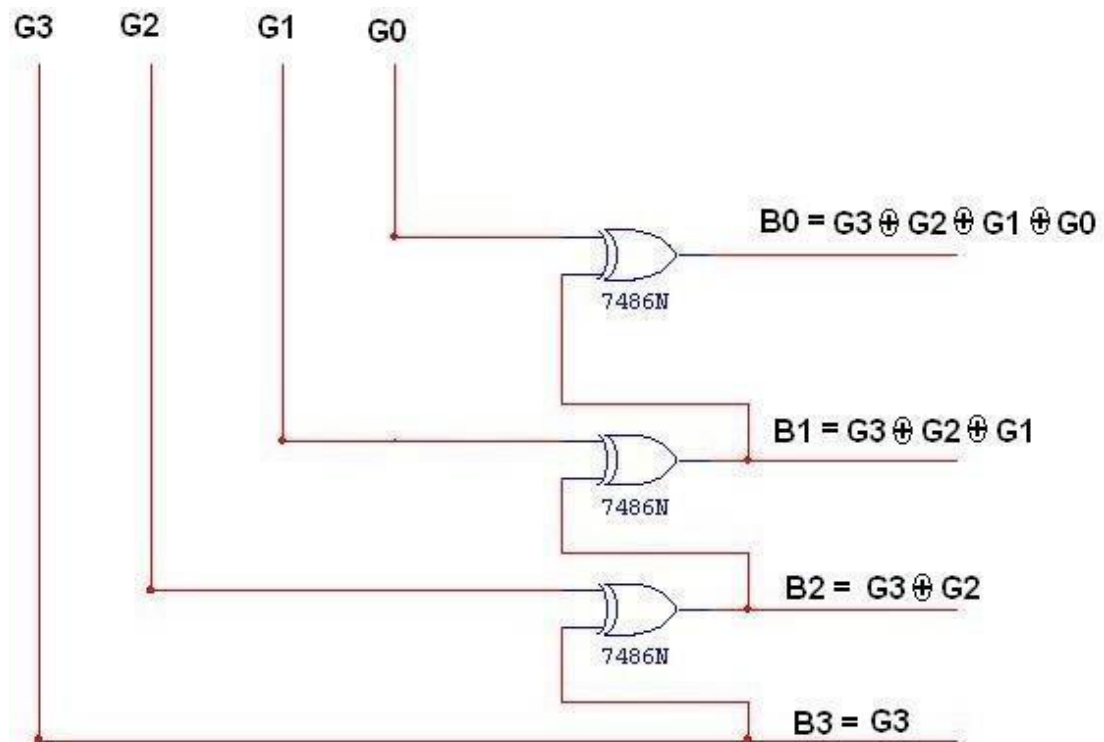 G3 G2 G1 G0
B0 = G3 ⊕ G2 ⊕ G1 ⊕ G0
7486N
B1 = G3 ⊕ G2 ⊕ G1
7486N
B2 = G3 ⊕ G2
7486N
B3 = G3